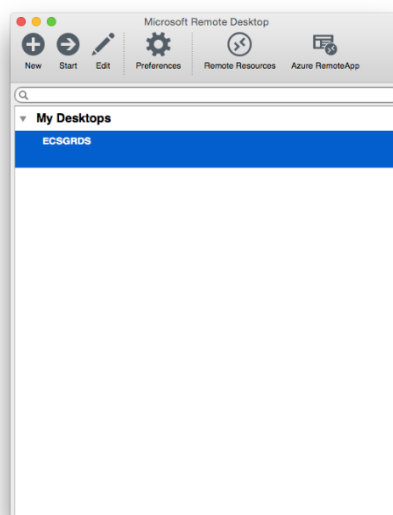 Microsoft Remote Desktop
New Start Edit Preferences Remote Resources Azure RemoteApp
My Desktops
ECSGRDS